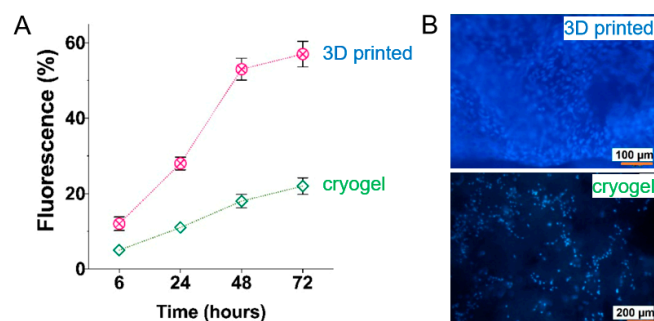 A
Fluorescence (%)
60
40
20
0
6 24 48 72
Time (hours)
3D printed
cryogel
B
3D printed
100 µm
cryogel
200 µm